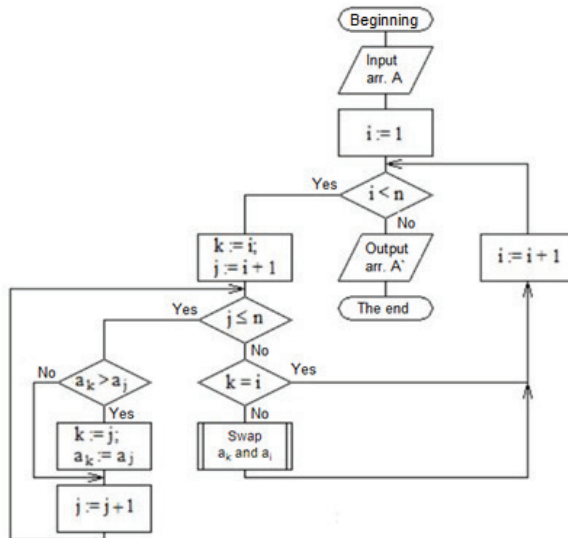 Beginning
Input
arr. A
i := 1
Yes
i < n
No
k := i;
j := i + 1
Output
arr. A`
i := i + 1
The end
Yes
j ≤ n
No
No
a_k > a_j
k = i
Yes
Yes
No
k := j;
a_k := a_j
Swap
a_k and a_i
j := j + 1